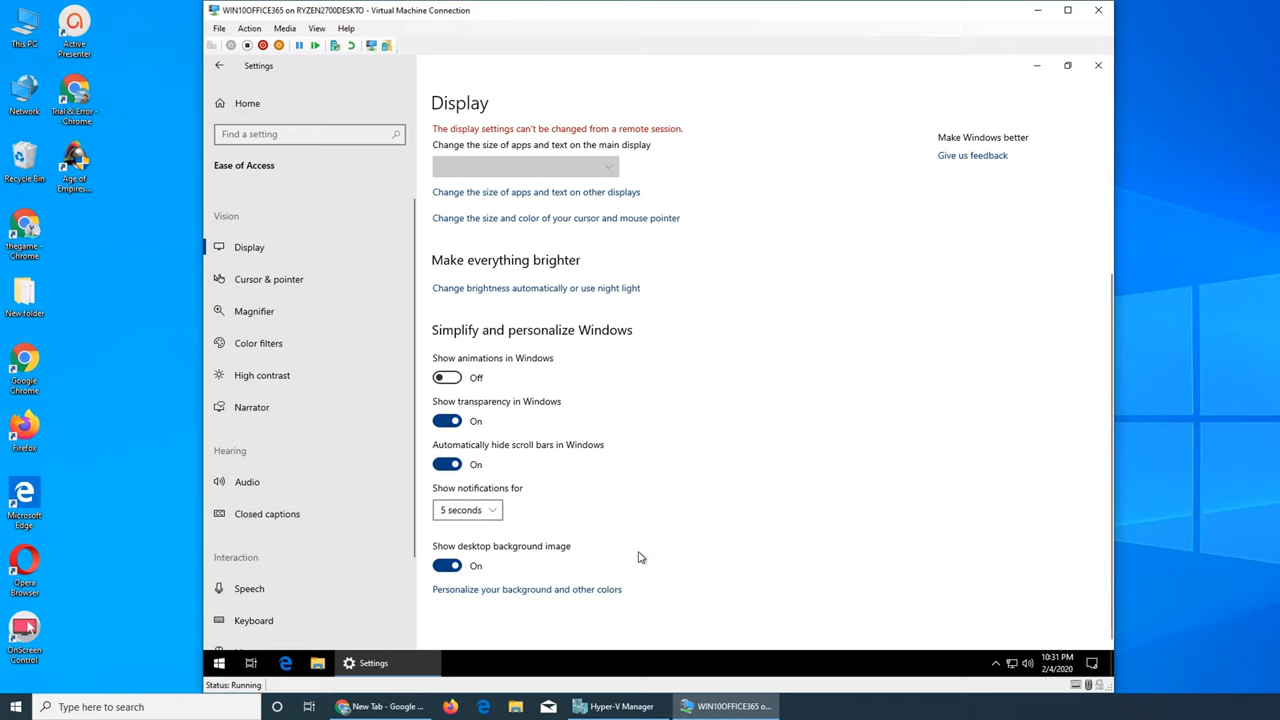 This PC
Active
Presenter
Network
Trial & Error -
- Chrome
Recycle Bin
Age of
Empires...
thegame -
Chrome
New folder
Google
Chrome
Firefox
Microsoft
Edge
Opera
Browser
OnScreen
Control
WIN10OFFICE365 on RYZEN2700DESKTO - Virtual Machine Connection
File Action Media View Help
Settings
Home
Find a setting
Ease of Access
Vision
Display
Cursor & pointer
Magnifier
Color filters
High contrast
Narrator
Hearing
Audio
Closed captions
Interaction
Speech
Keyboard
Display
The display settings can't be changed from a remote session.
Change the size of apps and text on the main display
Change the size of apps and text on other displays
Change the size and color of your cursor and mouse pointer
Make everything brighter
Change brightness automatically or use night light
Simplify and personalize Windows
Show animations in Windows
Off
Show transparency in Windows
On
Automatically hide scroll bars in Windows
On
Show notifications for
5 seconds
Show desktop background image
On
Personalize your background and other colors
Make Windows better
Give us feedback
Settings
10:31 PM
2/4/2020
Status: Running
Type here to search
New Tab - Google ...
Hyper-V Manager
WIN10OFFICE365 o...